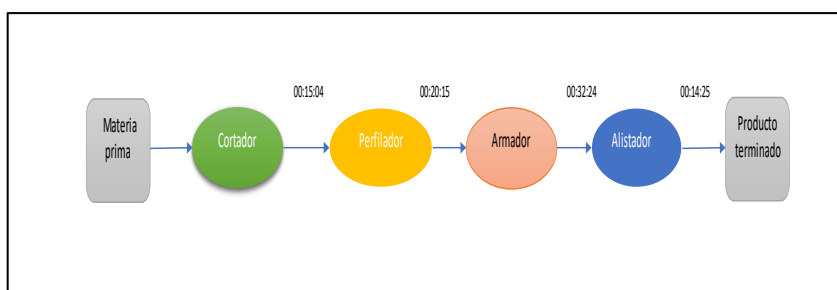 00:15:04
00:20:15
00:32:24
00:14:25
Materia
prima
Cortador
Perfilador
Armador
Alistador
Producto
terminado